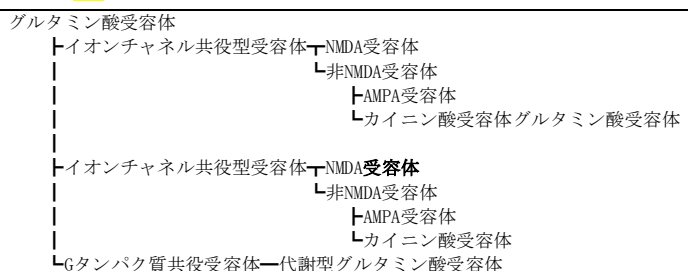 グルタミン酸受容体
┣イオンチャネル共役型受容体┳NMDA受容体
┃┗非NMDA受容体
┃┣AMPA受容体
┃┗カイニン酸受容体グルタミン酸受容体
┃
┣イオンチャネル共役型受容体┳NMDA受容体
┃┗非NMDA受容体
┃┣AMPA受容体
┃┗カイニン酸受容体
┗Gタンパク質共役受容体━代謝型グルタミン酸受容体